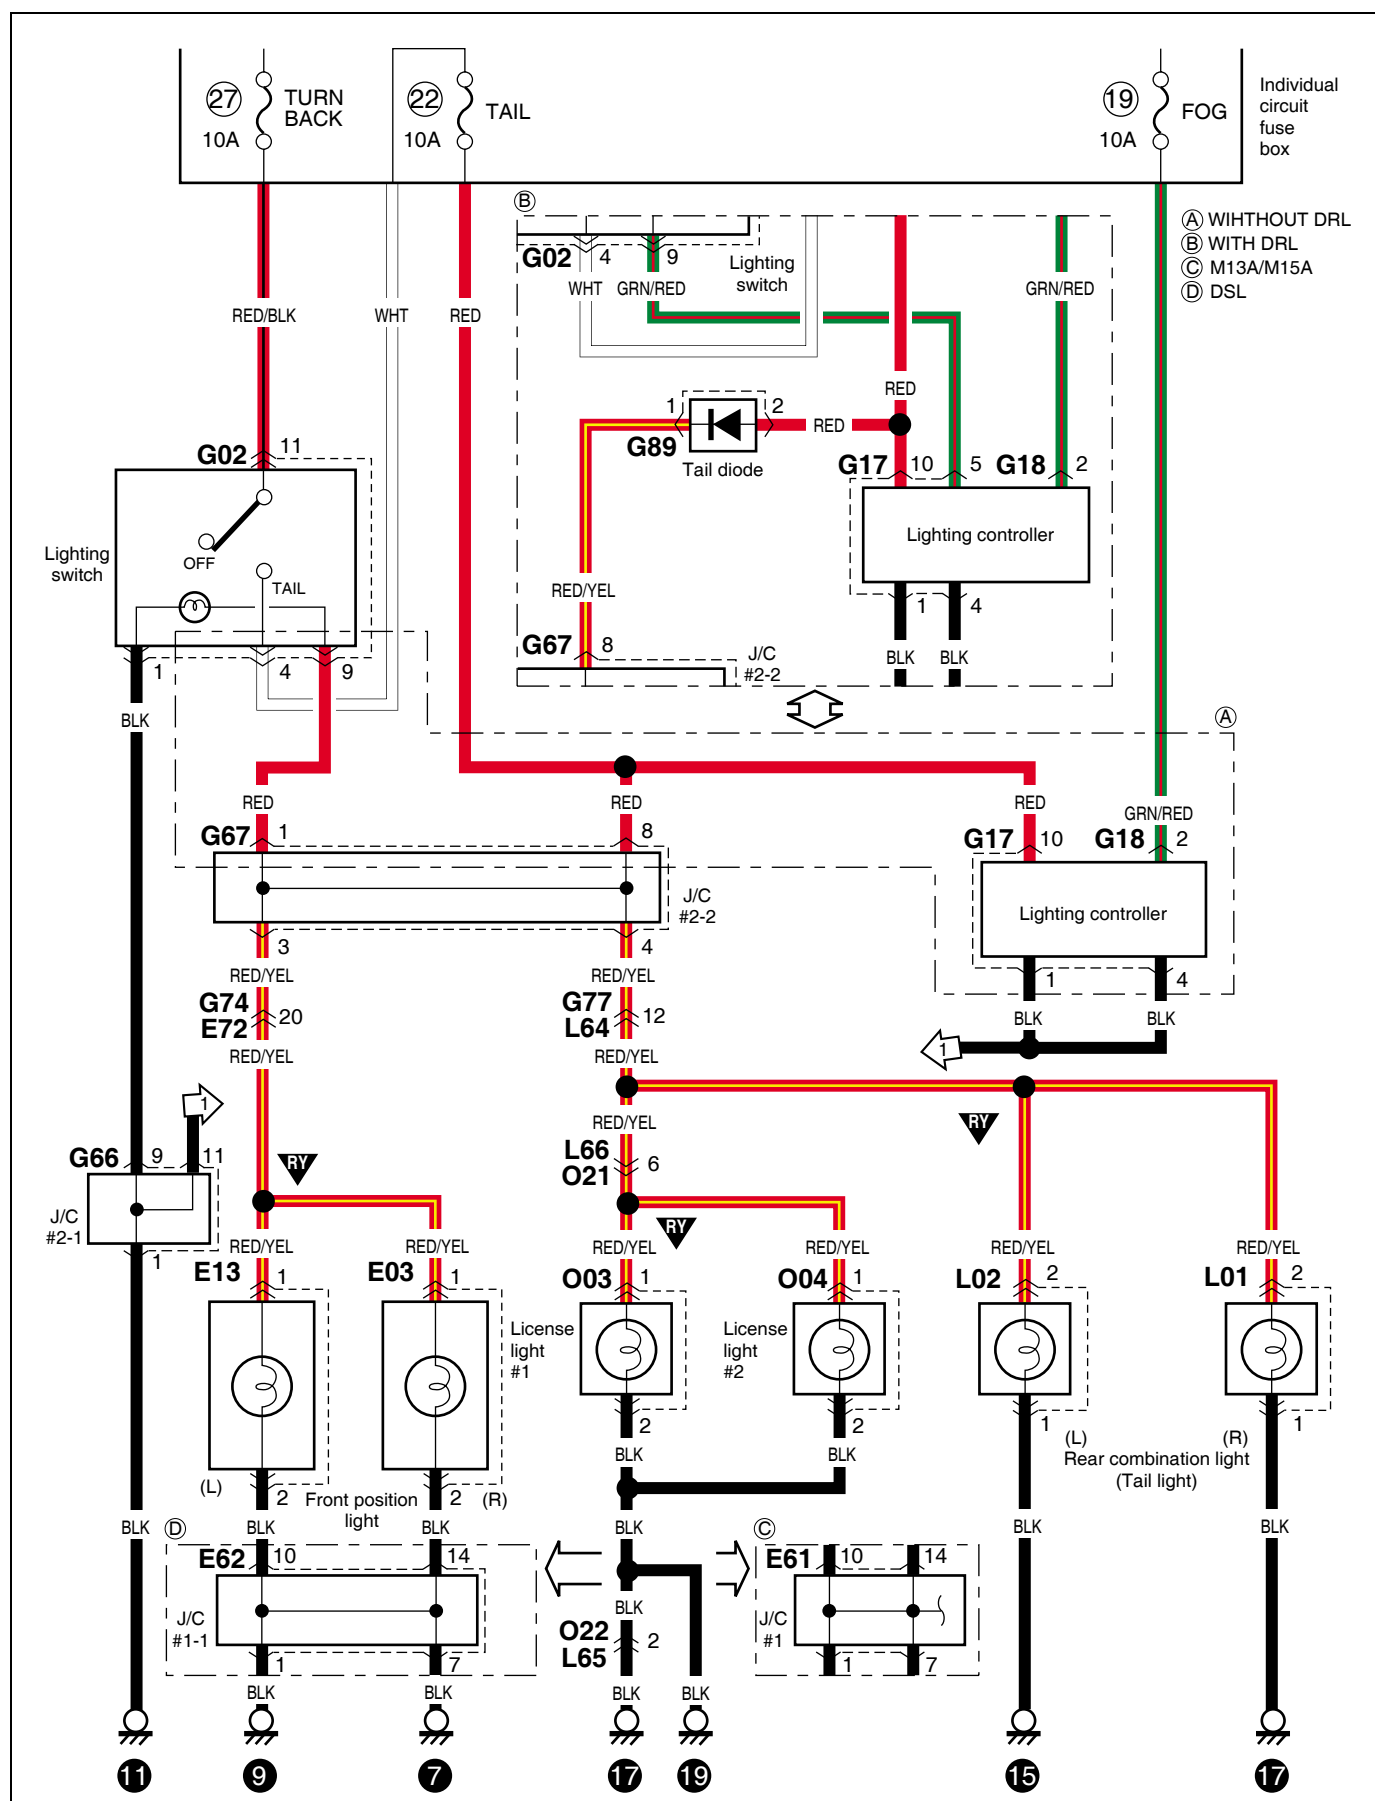 27 TURN BACK 10A
22 TAIL 10A
19 FOG 10A
Individual
circuit
fuse
box
A WIHTHOUT DRL
B WITH DRL
C M13A/M15A
D DSL
B
G02 4 9
Lighting
switch
WHT GRN/RED GRN/RED
RED/BLK WHT RED
RED
1 2 RED
G89
Tail diode
G17 10 5 G18 2
Lighting controller
G02 11
OFF
TAIL
Lighting
switch
RED/YEL
1 4
G67 8
J/C
#2-2
BLK BLK
1 4 9
BLK
A
RED RED RED GRN/RED
G67 1 8
G17 10 G18 2
J/C
#2-2
Lighting controller
3 4
1 4
RED/YEL RED/YEL
G74
E72 20
G77
L64 12
BLK BLK
RED/YEL RED/YEL
1
1
RED/YEL
RY
G66 9 11
RY
L66
O21 6
RY
J/C
#2-1
1
RED/YEL RED/YEL RED/YEL RED/YEL RED/YEL RED/YEL
E13 1 E03 1 O03 1 O04 1 L02 2 L01 2
License
light
#1
License
light
#2
2 2 1 1
(L) (R)
Rear combination light
(Tail light)
BLK BLK
(L) 2 Front position
light 2 (R)
BLK BLK BLK BLK BLK BLK
D
C
E62 10 14
E61 10 14
J/C
#1-1
J/C
#1
BLK
O22
L65 2
1 7
1 7
BLK BLK BLK BLK
11 9 7 17 19 15 17